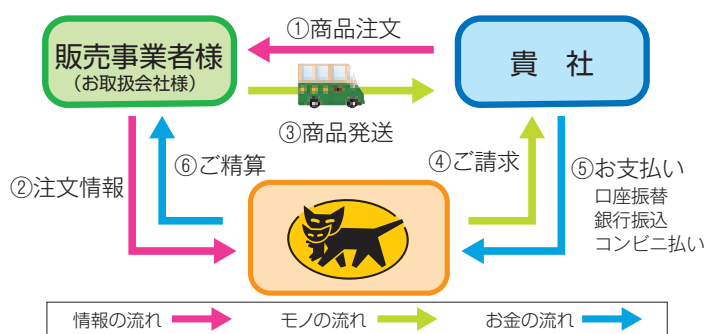 ①商品注文
販売事業者様
(お取扱会社様)
貴 社
③商品発送
②注文情報
⑥ご精算
④ご請求
⑤お支払い
口座振替
銀行振込
コンビニ払い
情報の流れ
モノの流れ
お金の流れ